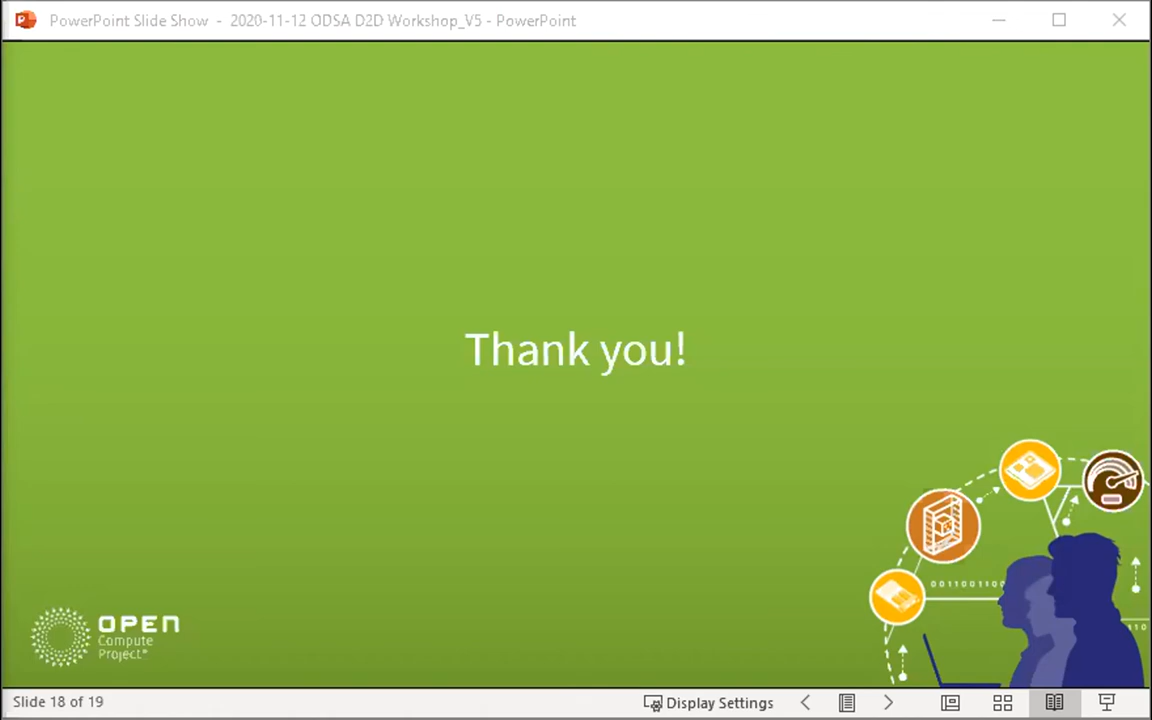 PowerPoint Slide Show - 2020-11-12 ODSA D2D Workshop_V5 - PowerPoint
Thank you!
0011001100
110
OPEN
Compute
Project®
Slide 18 of 19
Display Settings